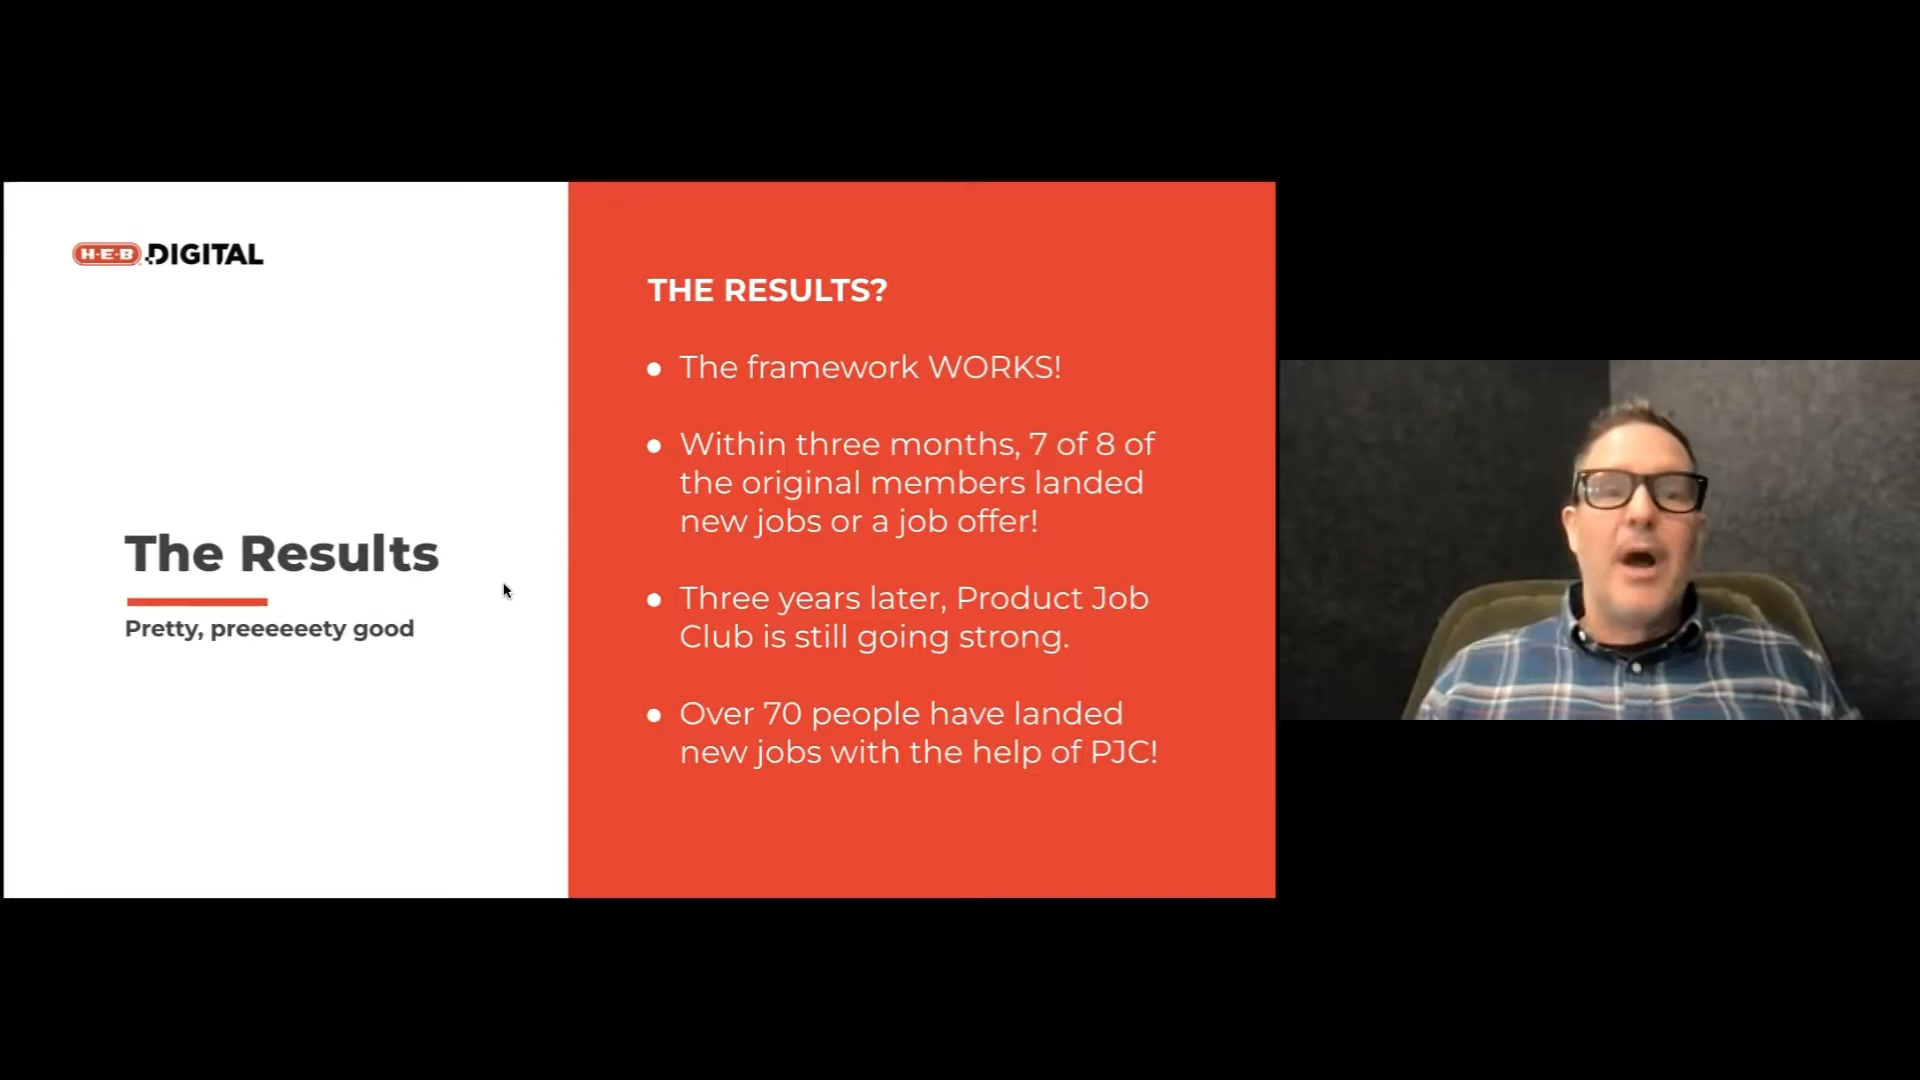 H-E-B DIGITAL
The Results
Pretty, preeeeeety good
THE RESULTS?
● The framework WORKS!
● Within three months, 7 of 8 of
the original members landed
new jobs or a job offer!
● Three years later, Product Job
Club is still going strong.
● Over 70 people have landed
new jobs with the help of PJC!